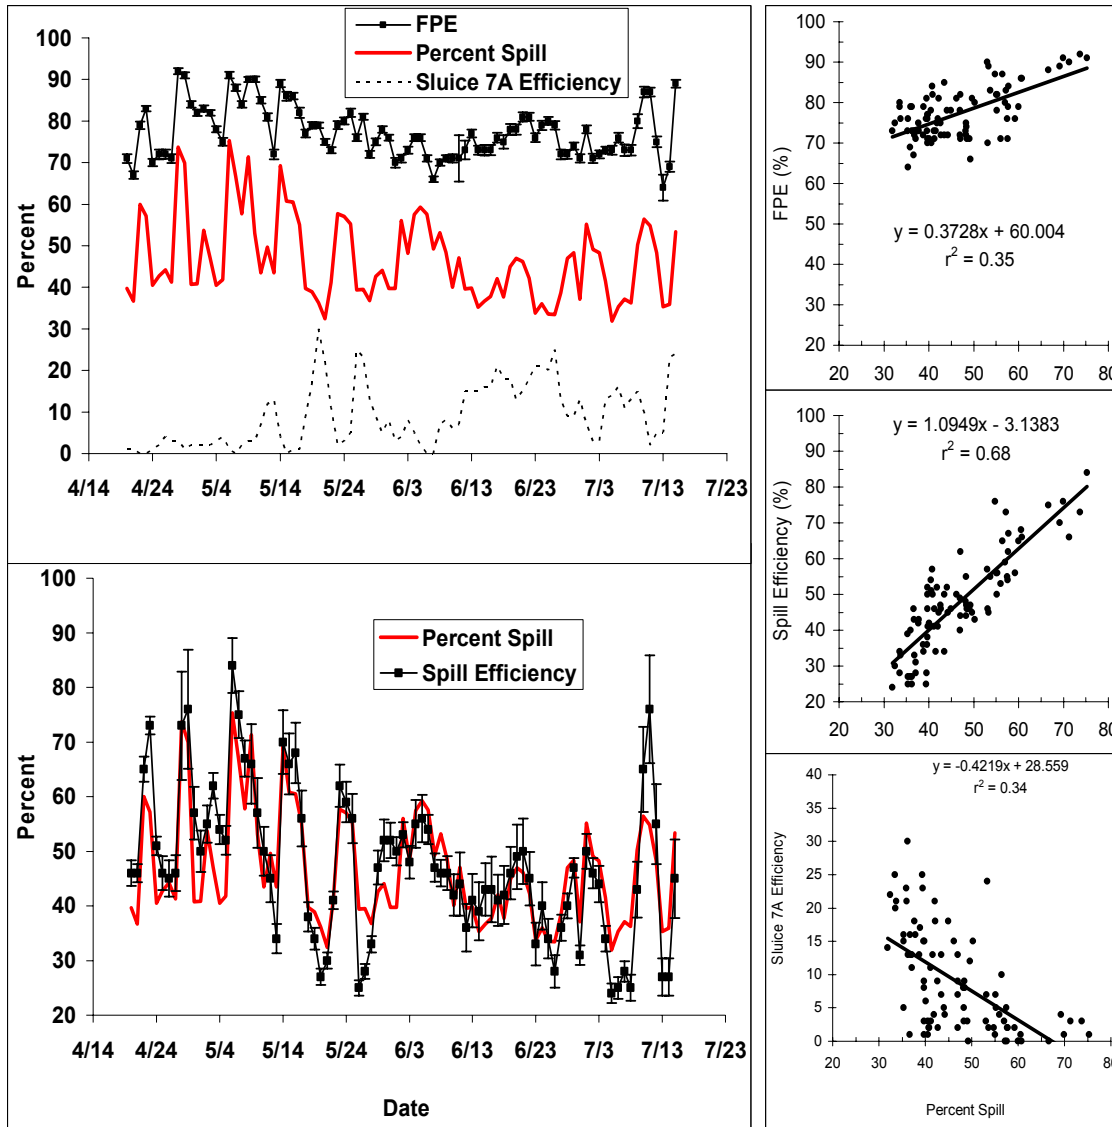 FPE
Percent Spill
Sluice 7A Efficiency
100
90
80
70
60
50
40
30
20
10
0
Percent
4/14 4/24 5/4 5/14 5/24 6/3 6/13 6/23 7/3 7/13 7/23
100
90
80
70
60
50
40
30
20
Percent
Percent Spill
Spill Efficiency
4/14 4/24 5/4 5/14 5/24 6/3 6/13 6/23 7/3 7/13 7/23
Date
100
90
80
70
60
50
40
30
20
FPE (%)
y = 0.3728x + 60.004
r² = 0.35
20 30 40 50 60 70 80
100
90
80
70
60
50
40
30
20
Spill Efficiency (%)
y = 1.0949x - 3.1383
r² = 0.68
20 30 40 50 60 70 80
y = -0.4219x + 28.559
r² = 0.34
40
35
30
25
20
15
10
5
0
Sluice 7A Efficiency
20 30 40 50 60 70 80
Percent Spill